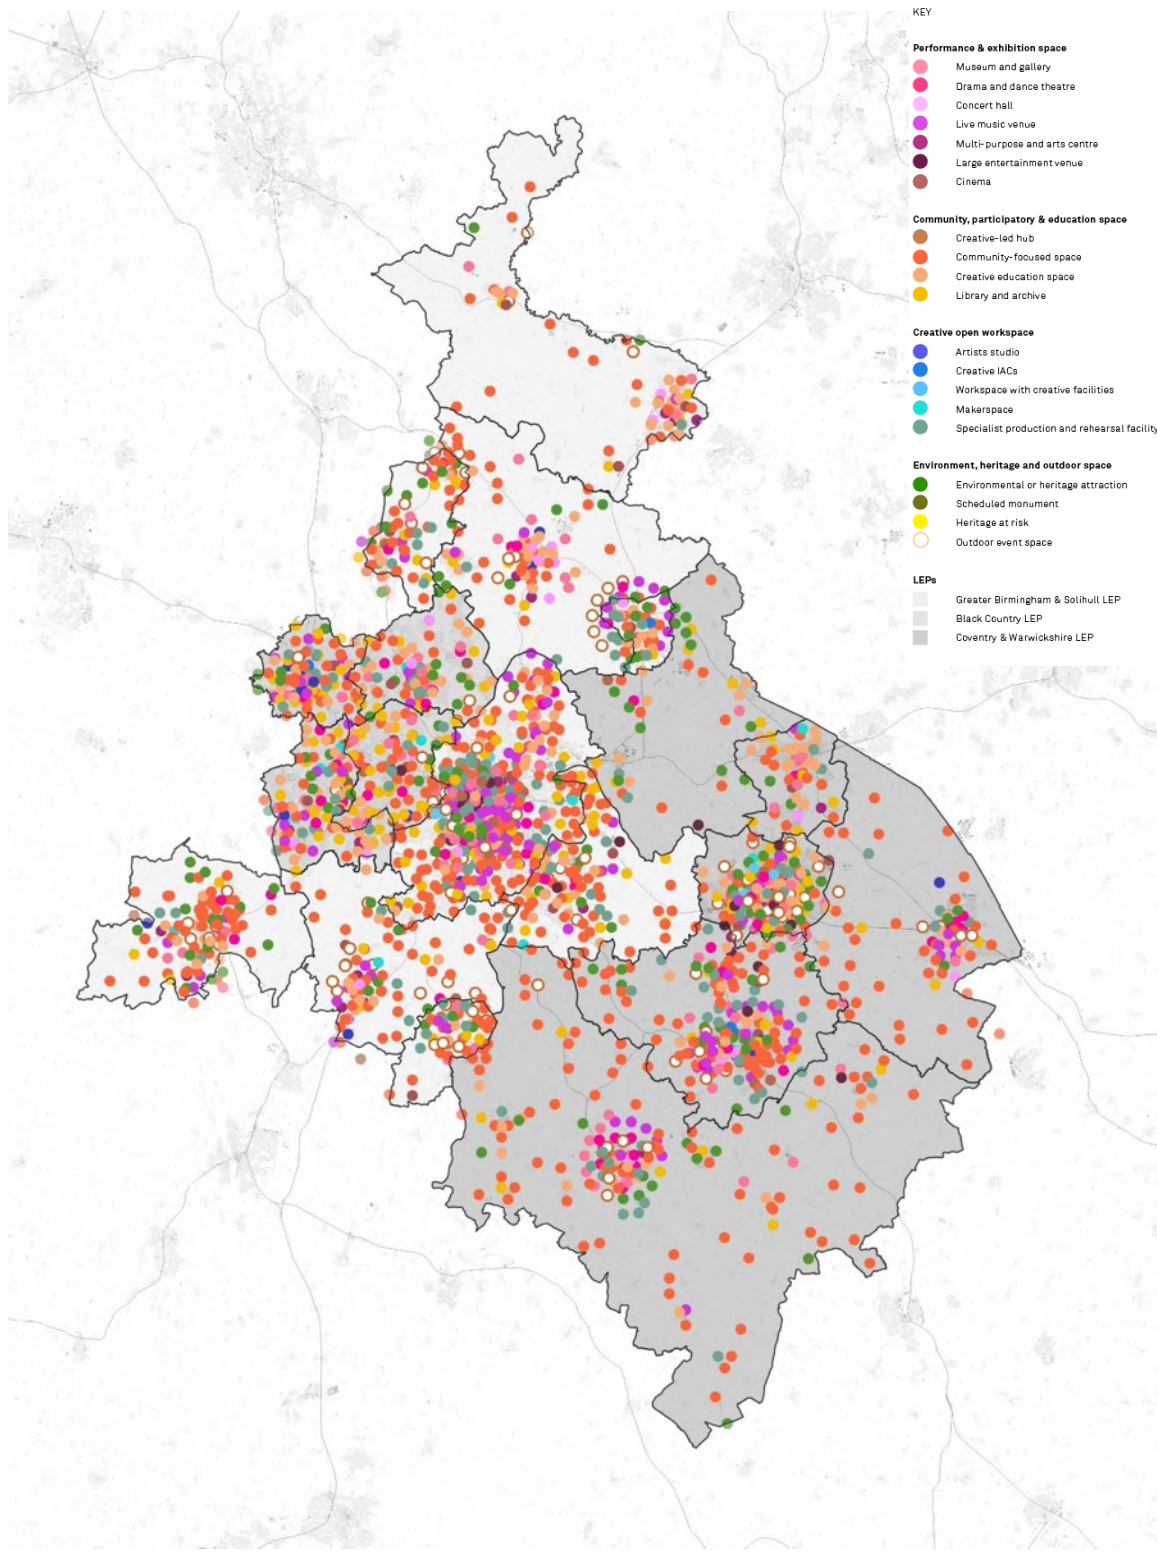 KEY
Performance & exhibition space
Museum and gallery
Drama and dance theatre
Concert hall
Live music venue
Multi-purpose and arts centre
Large entertainment venue
Cinema
Community, participatory & education space
Creative-led hub
Community-focused space
Creative education space
Library and archive
Creative open workspace
Artists studio
Creative IACs
Workspace with creative facilities
Makerspace
Specialist production and rehearsal facility
Environment, heritage and outdoor space
Environmental or heritage attraction
Scheduled monument
Heritage at risk
Outdoor event space
LEPs
Greater Birmingham & Solihull LEP
Black Country LEP
Coventry & Warwickshire LEP